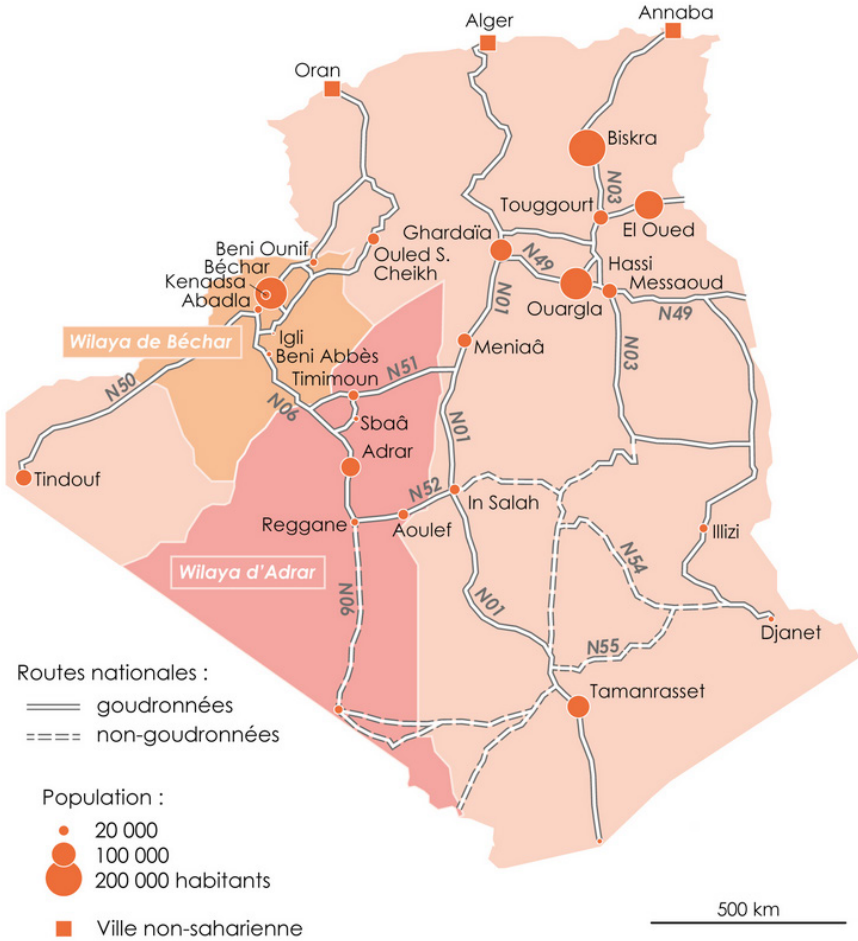 Annaba
Alger
Oran
Biskra
N03
Touggourt
El Oued
Ghardaïa
Beni Ounif
Ouled S.
Cheikh
Béchar
Kenadsa
Abadla
N49
Hassi
Messaoud
Ouargla
N49
N01
Wilaya de Béchar
Igli
Beni Abbès
Meniaâ
N03
Timimoun
N51
N50
N06
Sbaâ
N01
Adrar
Tindouf
N52
In Salah
Reggane
Aoulef
Illizi
Wilaya d'Adrar
N54
N06
N01
Djanet
N55
Tamanrasset
Routes nationales :
goudronnées
non-goudronnées
Population :
20 000
100 000
200 000 habitants
Ville non-saharienne
500 km